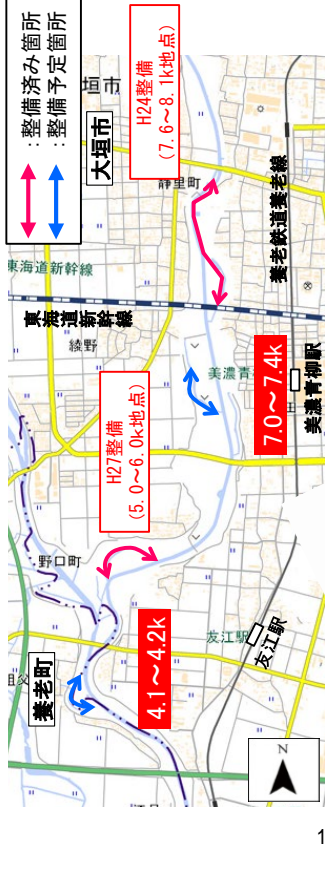 ：整備済み箇所
：整備予定箇所
垣市
大垣市
H24整備
（7.6～8.1k地点）
静里町
東海道新幹線
東海道新幹線
綾野
養老鉄道養老線
美濃青
7.0～7.4k
美濃青柳駅
H27整備
（5.0～6.0k地点）
野口町
養老町
4.1～4.2k
友江駅
友江駅
N
1